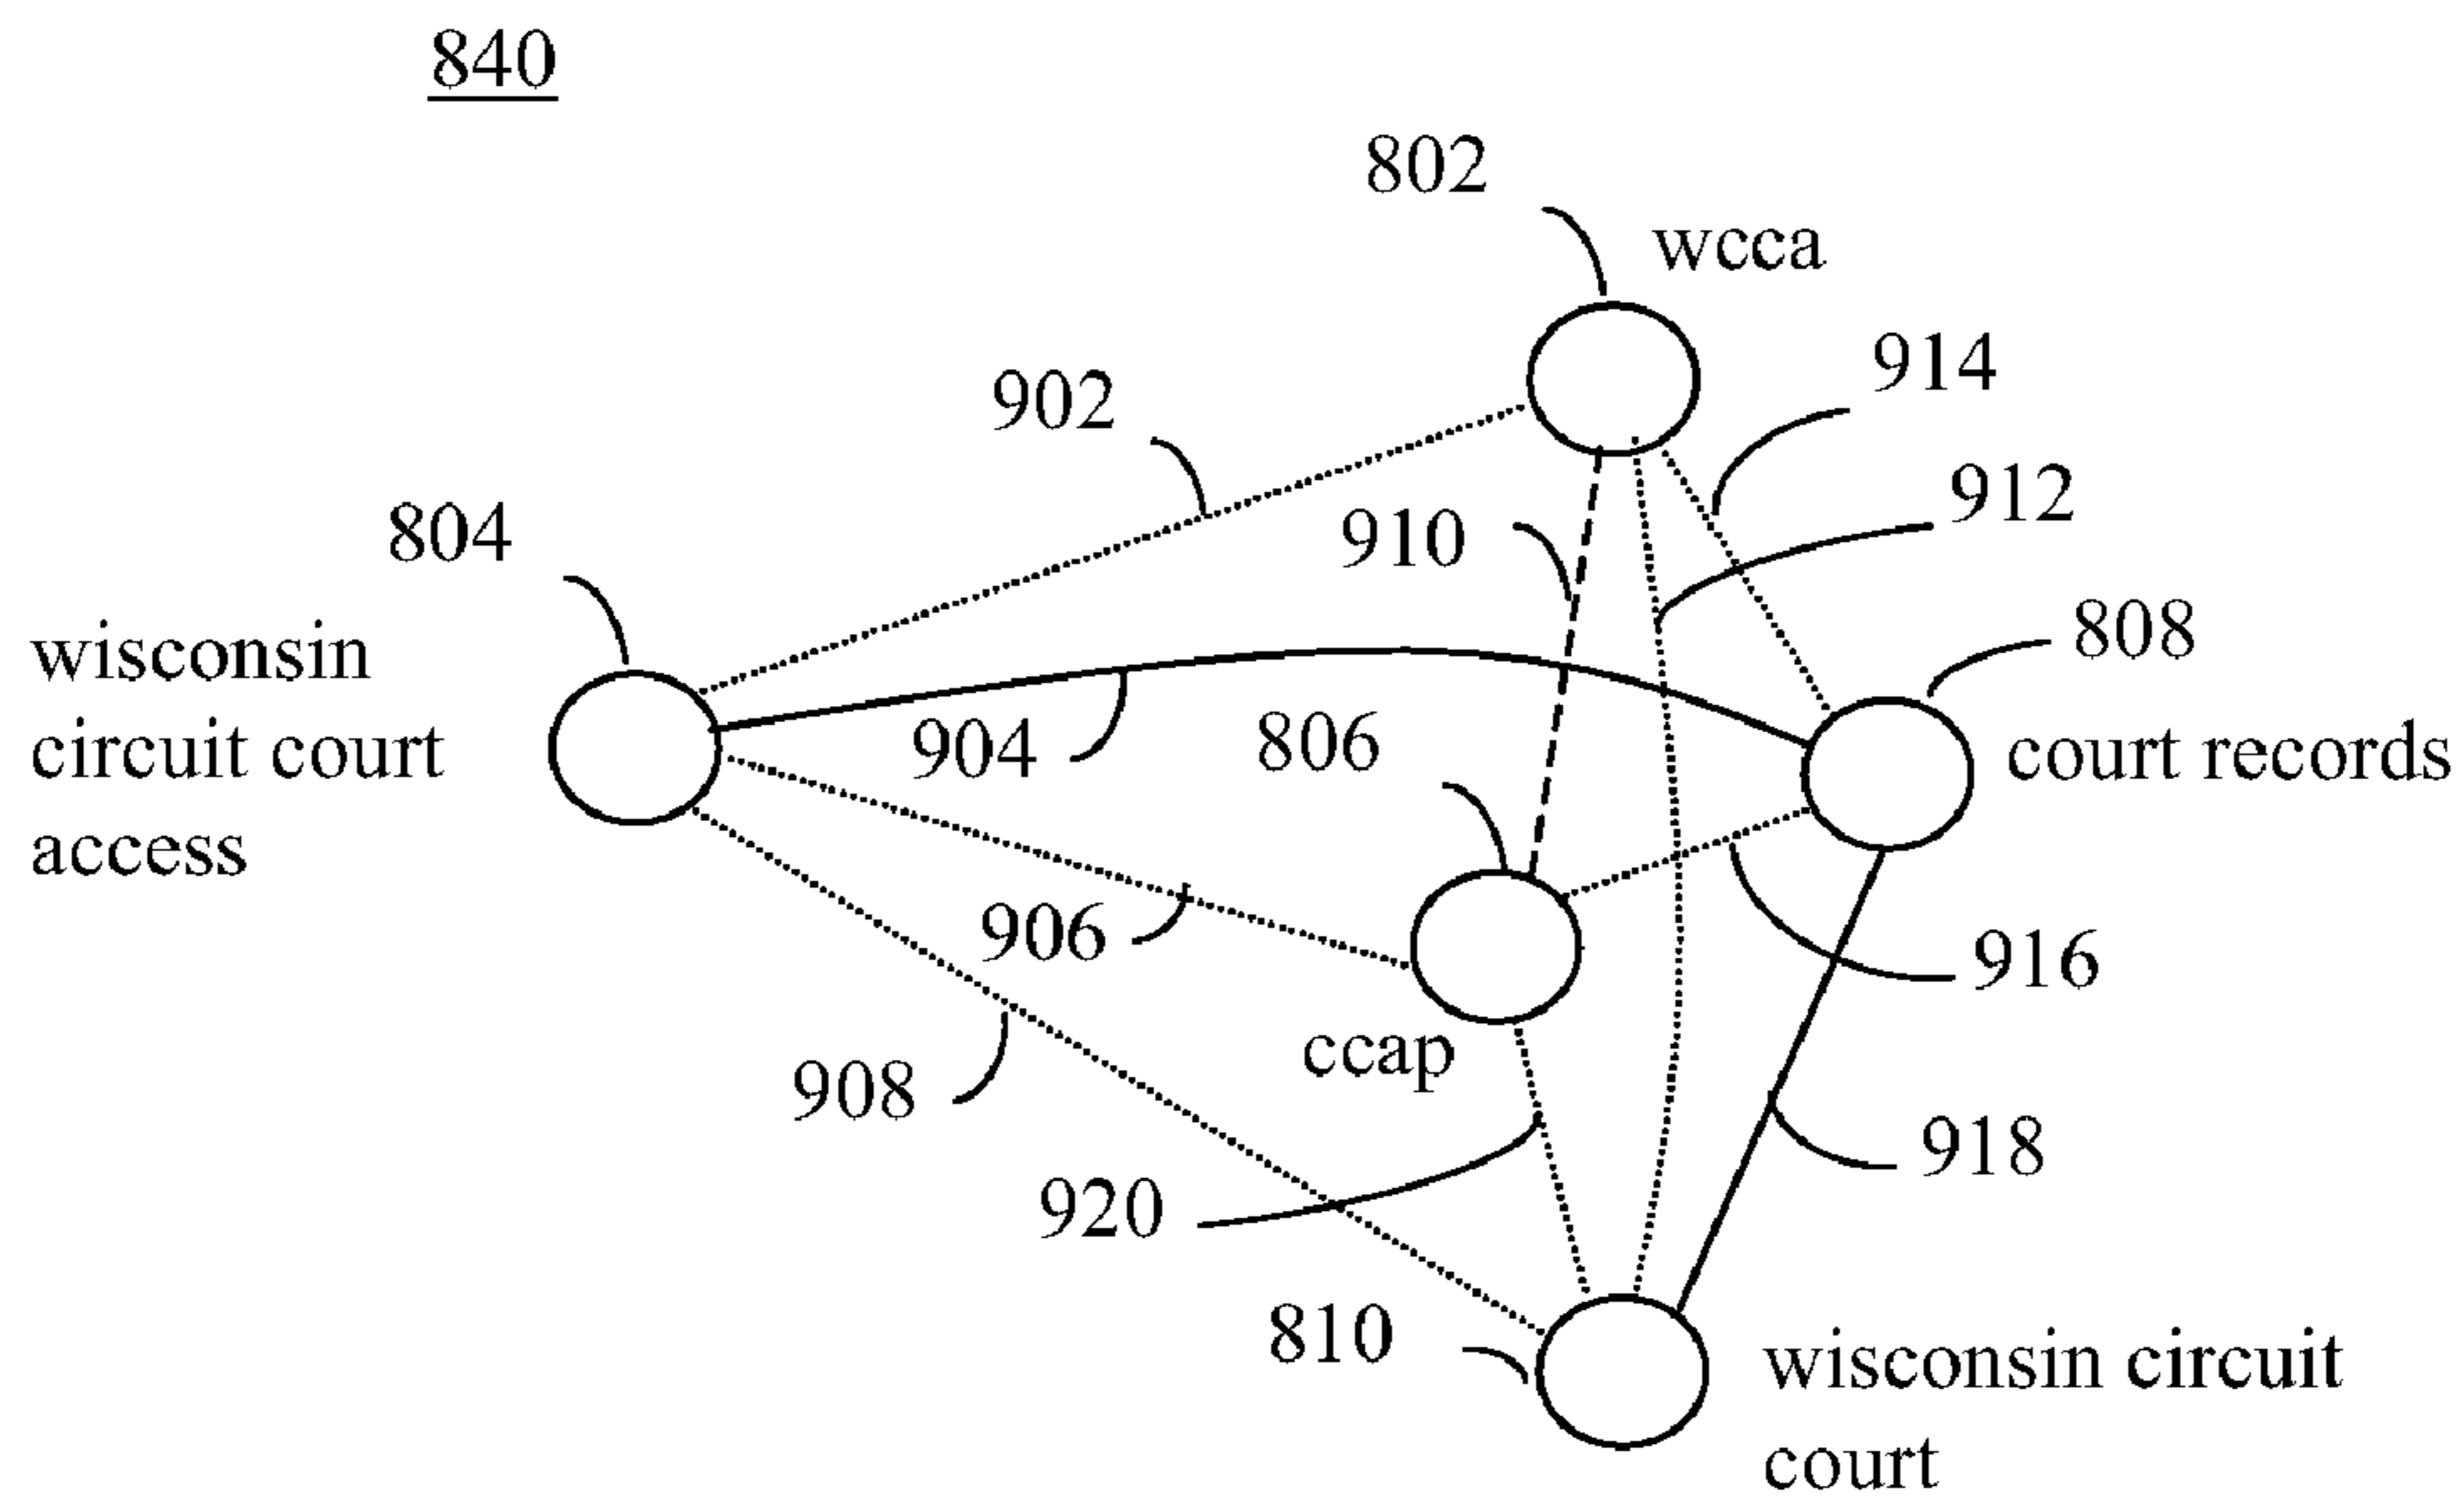 840
802
wcca
914
902
912
910
804
808
wisconsin
circuit court
access
904
806
court records
906
916
ccap
908
918
920
810
wisconsin circuit
court